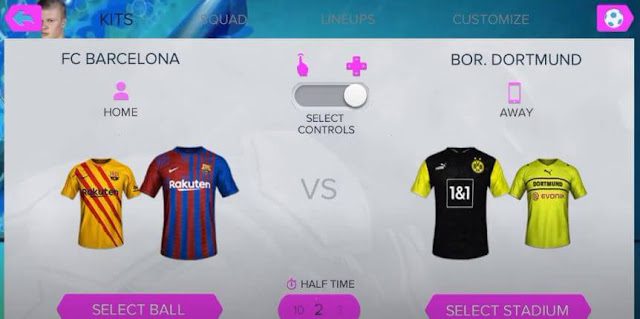 KITS SQUAD LINEUPS CUSTOMIZE
FC BARCELONA
BOR. DORTMUND
HOME
AWAY
SELECT
CONTROLS
Rakuten
Rakuten
1&1
DORTMUND
EVONIK
VS
HALF TIME
10 2 3
SELECT BALL
SELECT STADIUM